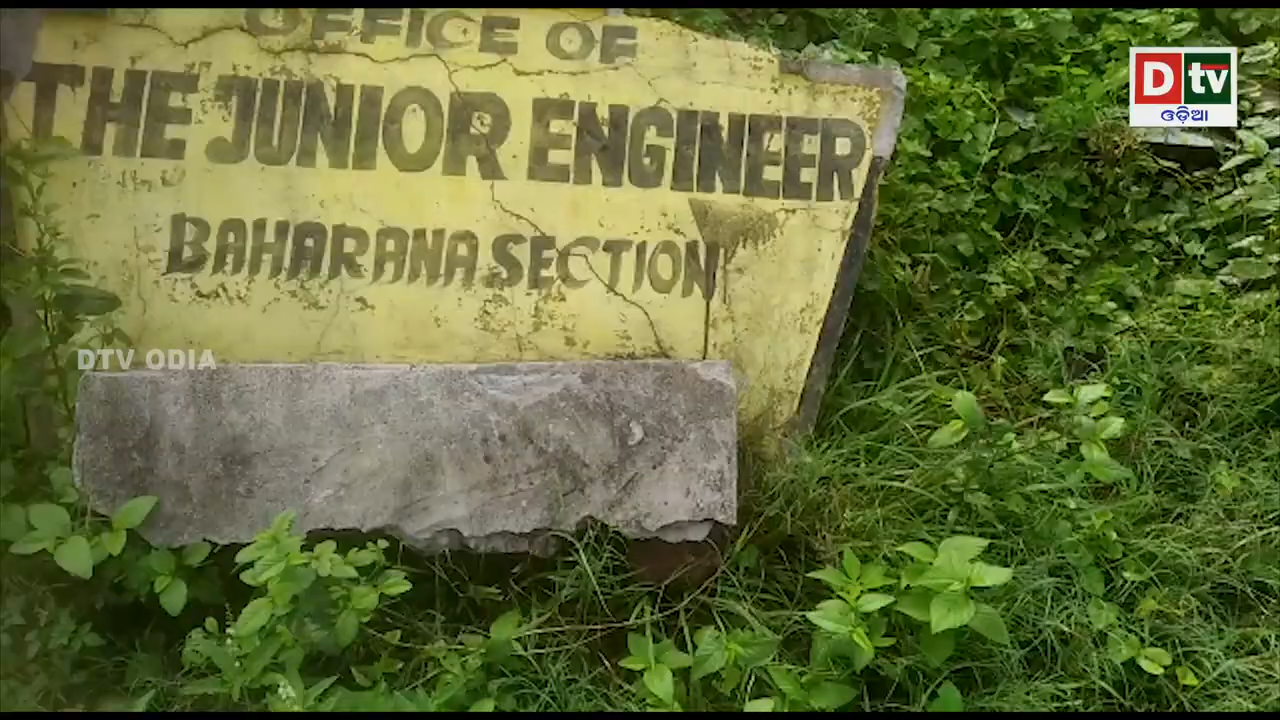 OFFICE OF
THE JUNIOR ENGINEER
BAHARANA SECTION
DTV ODIA
Dtv
ଓଡ଼ିଆ